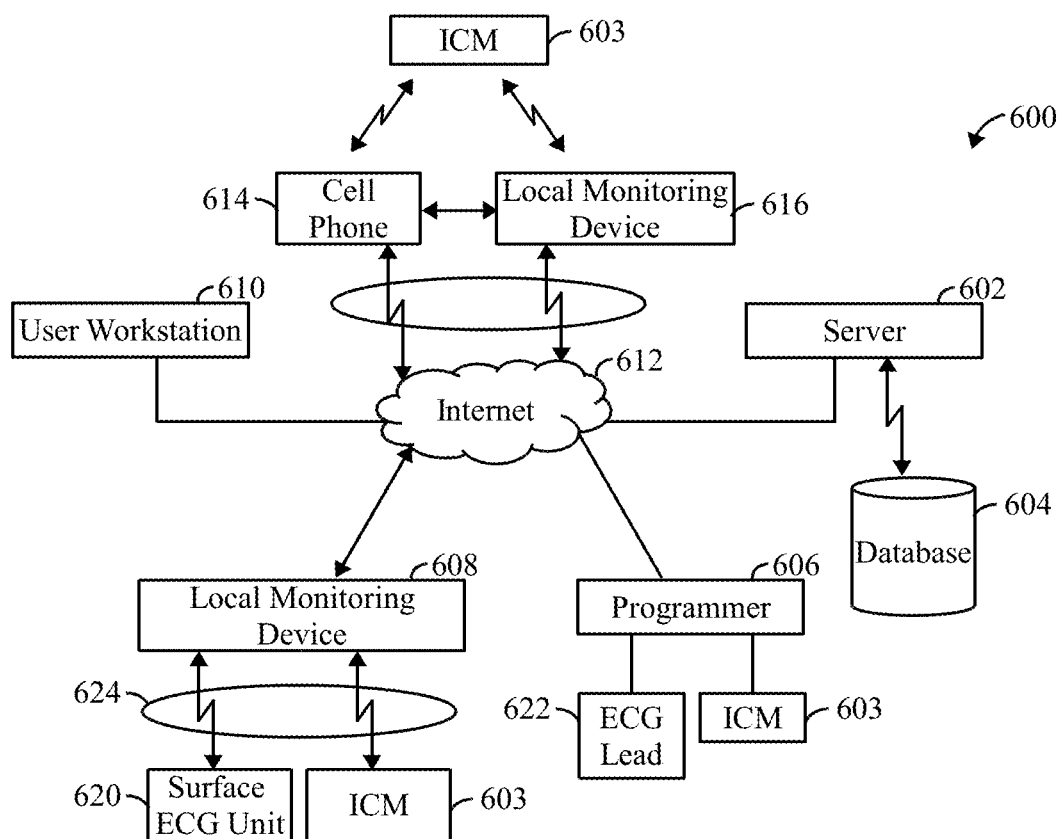 ICM
603
600
614
Cell
Phone
Local Monitoring
Device
616
610
User Workstation
602
Server
612
Internet
604
Database
608
Local Monitoring
Device
606
Programmer
624
622
ECG
Lead
ICM
603
620
Surface
ECG Unit
ICM
603